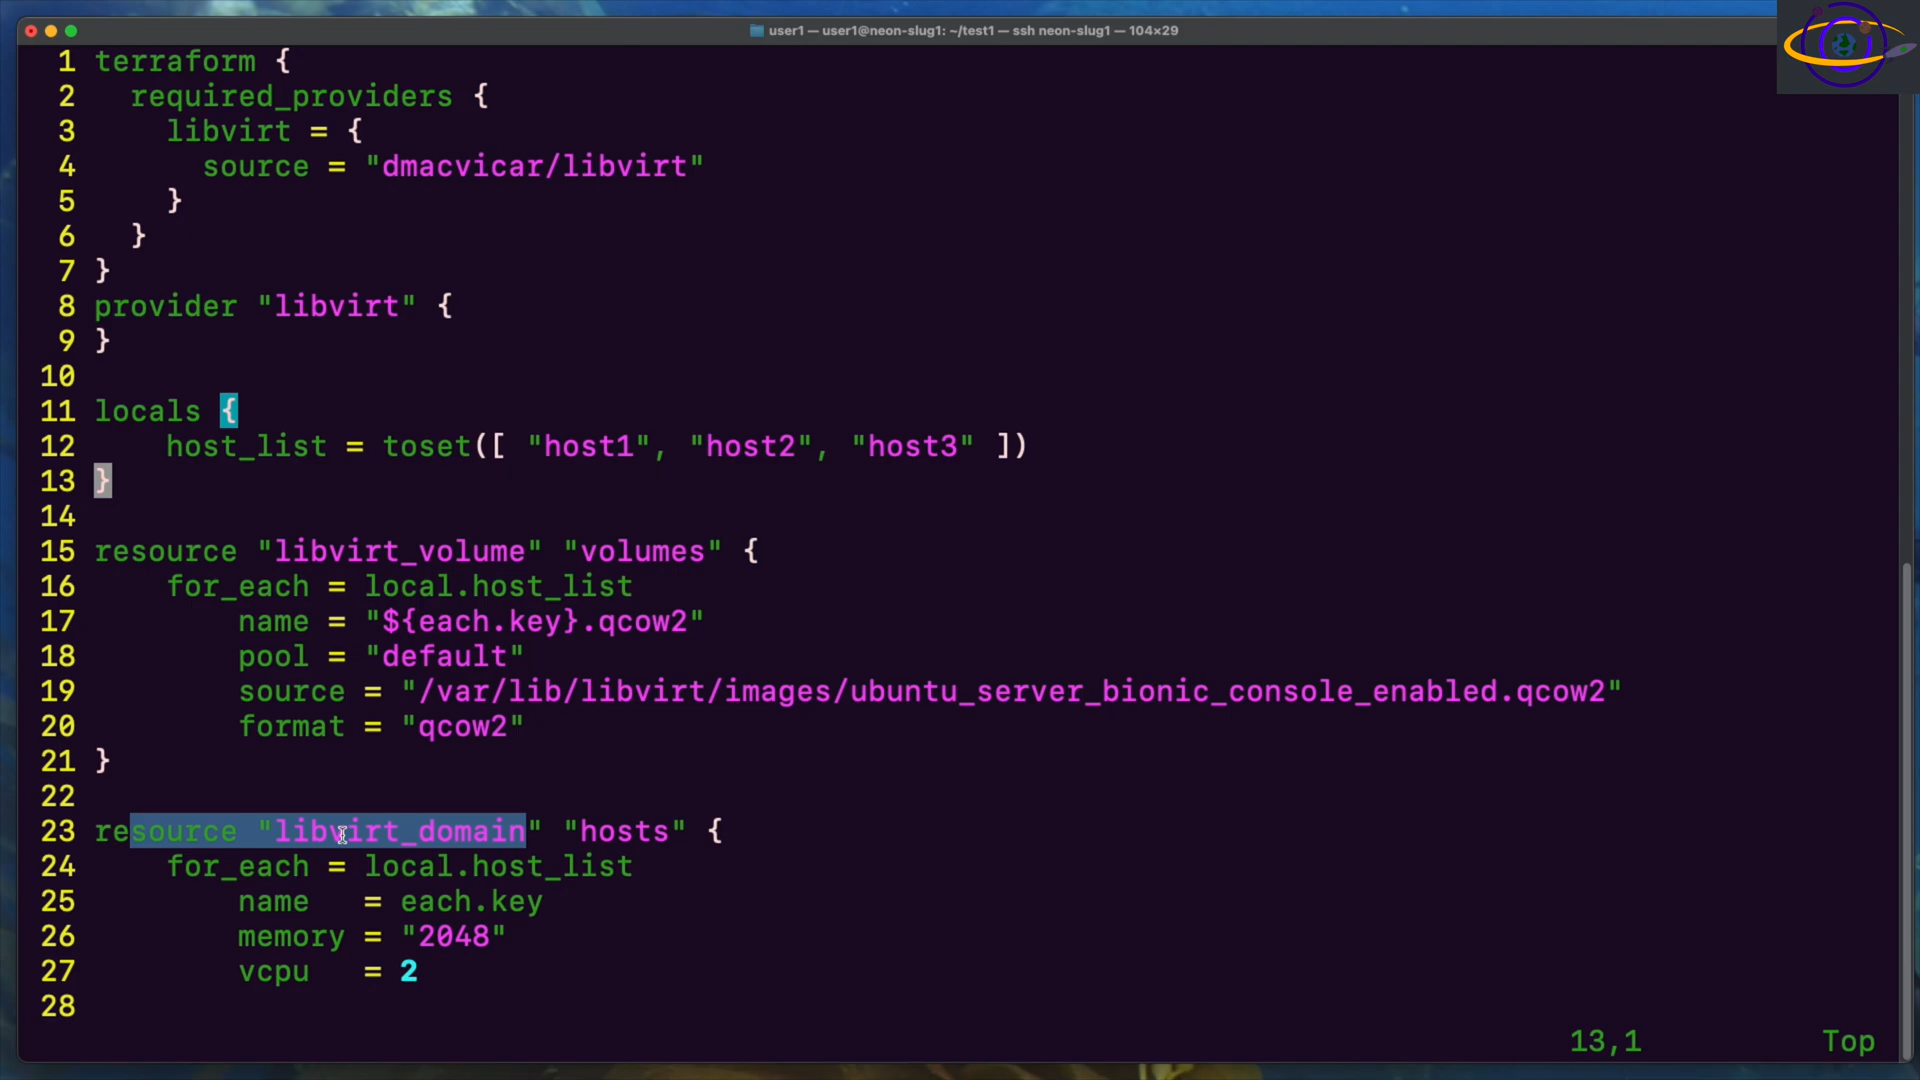 user1 — user1@neon-slug1: ~/test1 — ssh neon-slug1 — 104×29
1 terraform {
2   required_providers {
3     libvirt = {
4       source = "dmacvicar/libvirt"
5     }
6   }
7 }
8 provider "libvirt" {
9 }
10
11 locals {
12     host_list = toset([ "host1", "host2", "host3" ])
13 }
14
15 resource "libvirt_volume" "volumes" {
16     for_each = local.host_list
17         name = "${each.key}.qcow2"
18         pool = "default"
19         source = "/var/lib/libvirt/images/ubuntu_server_bionic_console_enabled.qcow2"
20         format = "qcow2"
21 }
22
23 resource "libvirt_domain" "hosts" {
24     for_each = local.host_list
25         name   = each.key
26         memory = "2048"
27         vcpu   = 2
28
13,1 Top